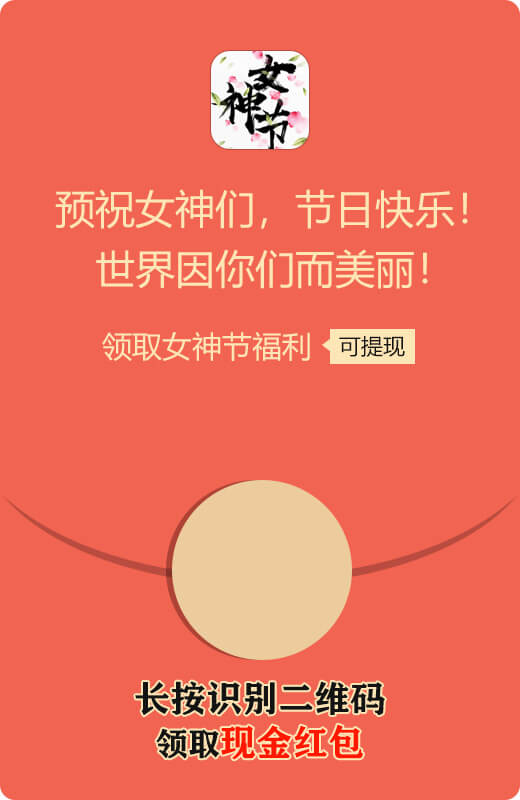 女神节
预祝女神们，节日快乐！
世界因你们而美丽！
领取女神节福利 可提现
长按识别二维码
领取现金红包